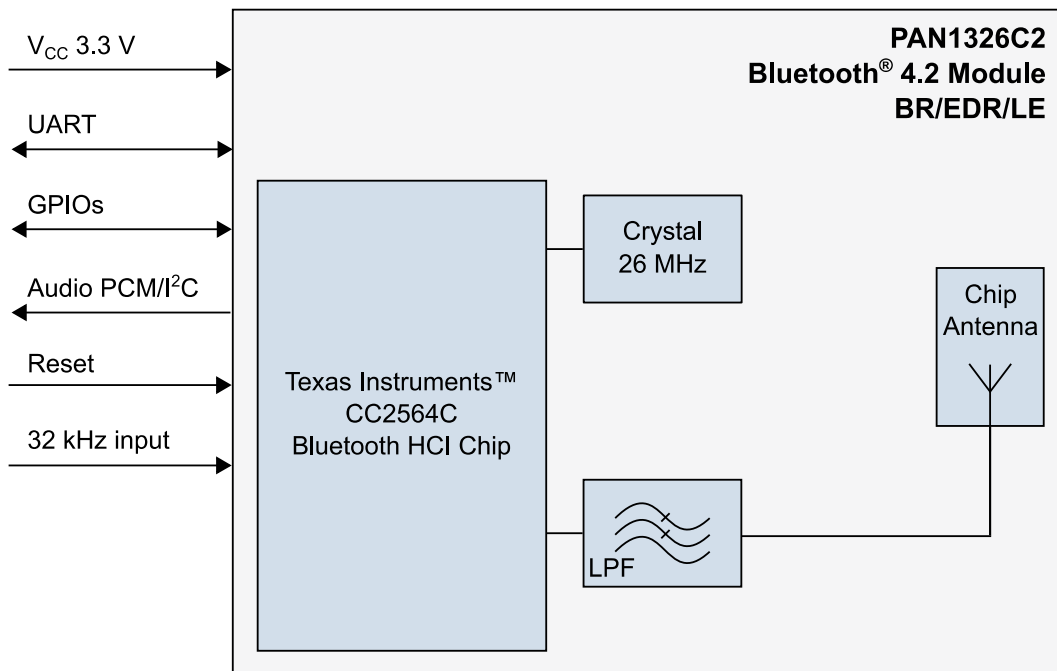 V_CC 3.3 V
UART
GPIOs
Audio PCM/I²C
Reset
32 kHz input
PAN1326C2
Bluetooth® 4.2 Module
BR/EDR/LE
Texas Instruments™
CC2564C
Bluetooth HCI Chip
Crystal
26 MHz
Chip
Antenna
LPF